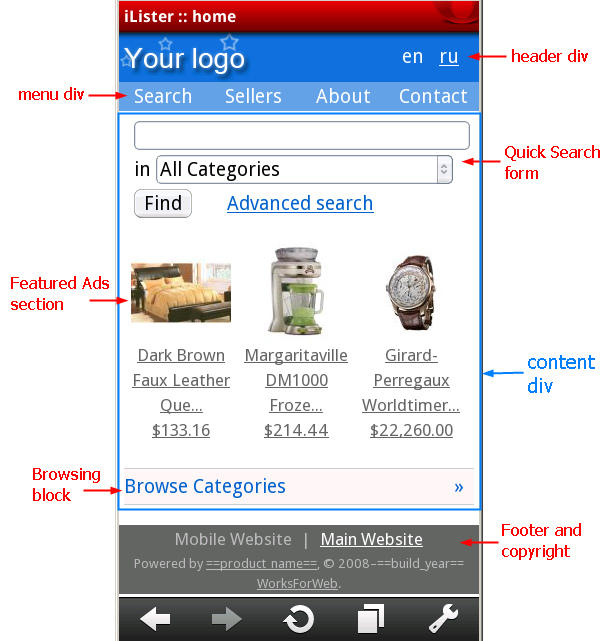 iLister :: home
Your logo
en ru
header div
menu div
Search Sellers About Contact
in All Categories
Quick Search
form
Find Advanced search
Featured Ads
section
Dark Brown
Faux Leather
Que...
$133.16
Margaritaville
DM1000
Froze...
$214.44
Girard-
Perregaux
Worldtimer...
$22,260.00
content
div
Browsing
block
Browse Categories »
Mobile Website | Main Website
Powered by ==product name==, © 2008–==build_year==
WorksForWeb.
Footer and
copyright